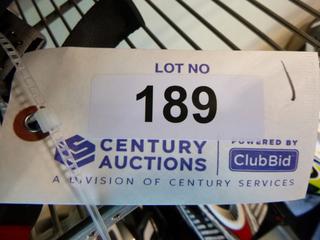 LOT NO
189
CENTURY
AUCTIONS
POWERED BY
ClubBid
A DIVISION OF CENTURY SERVICES